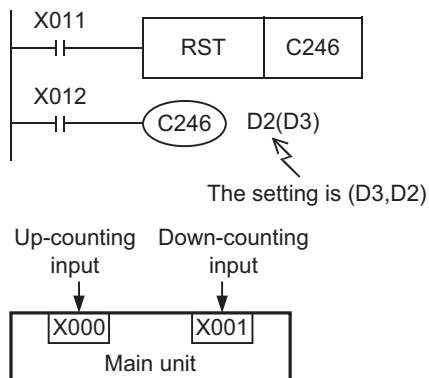 X011
RST C246
X012
C246 D2(D3)
The setting is (D3,D2)
Up-counting input
Down-counting input
X000 X001
Main unit